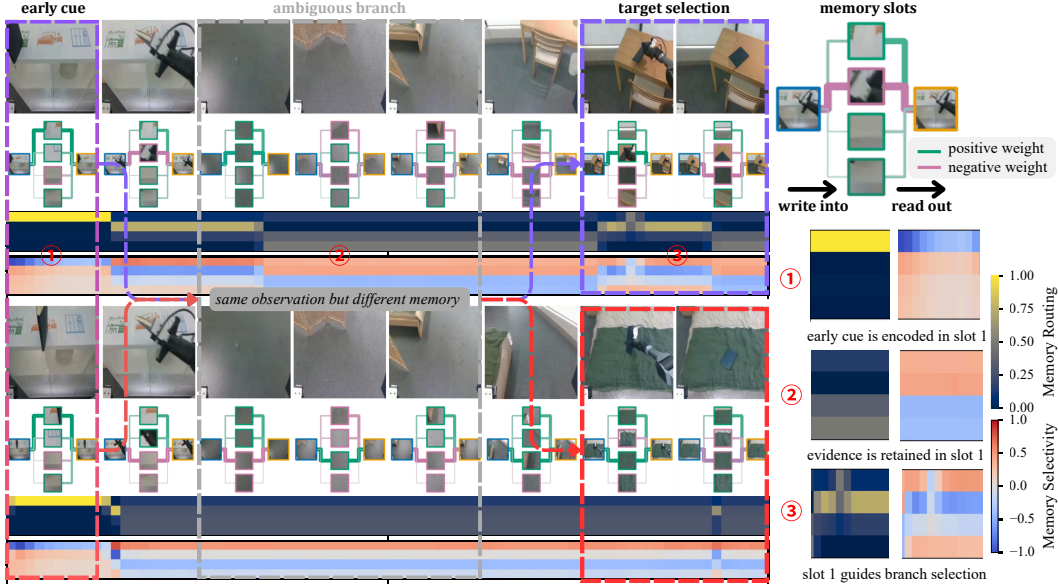 early cue
ambiguous branch
target selection
memory slots
positive weight
negative weight
write into
read out
①
②
③
same observation but different memory
①
early cue is encoded in slot 1
②
evidence is retained in slot 1
③
slot 1 guides branch selection
1.00
0.75
0.50
0.25
0.00
Memory Routing
1.0
0.5
0.0
−0.5
−1.0
Memory Selectivity